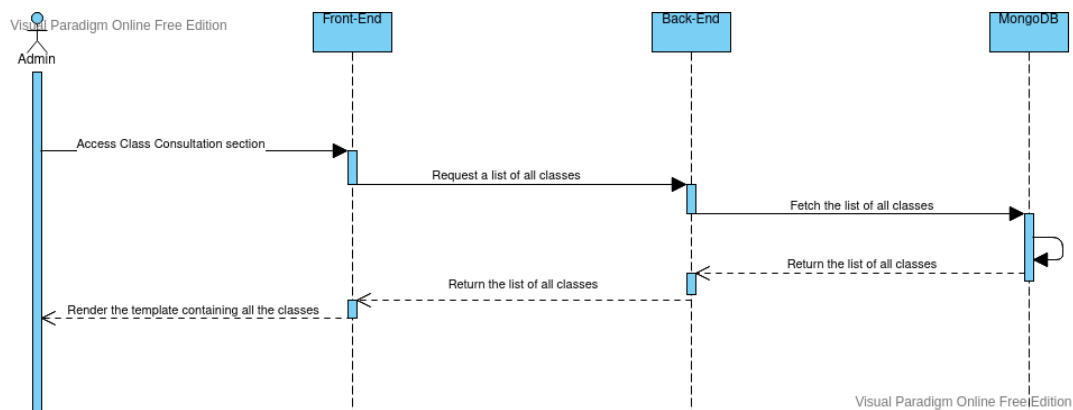 Visual Paradigm Online Free Edition
Front-End
Back-End
MongoDB
Admin
Access Class Consultation section
Request a list of all classes
Fetch the list of all classes
Return the list of all classes
Return the list of all classes
Render the template containing all the classes
Visual Paradigm Online Free Edition